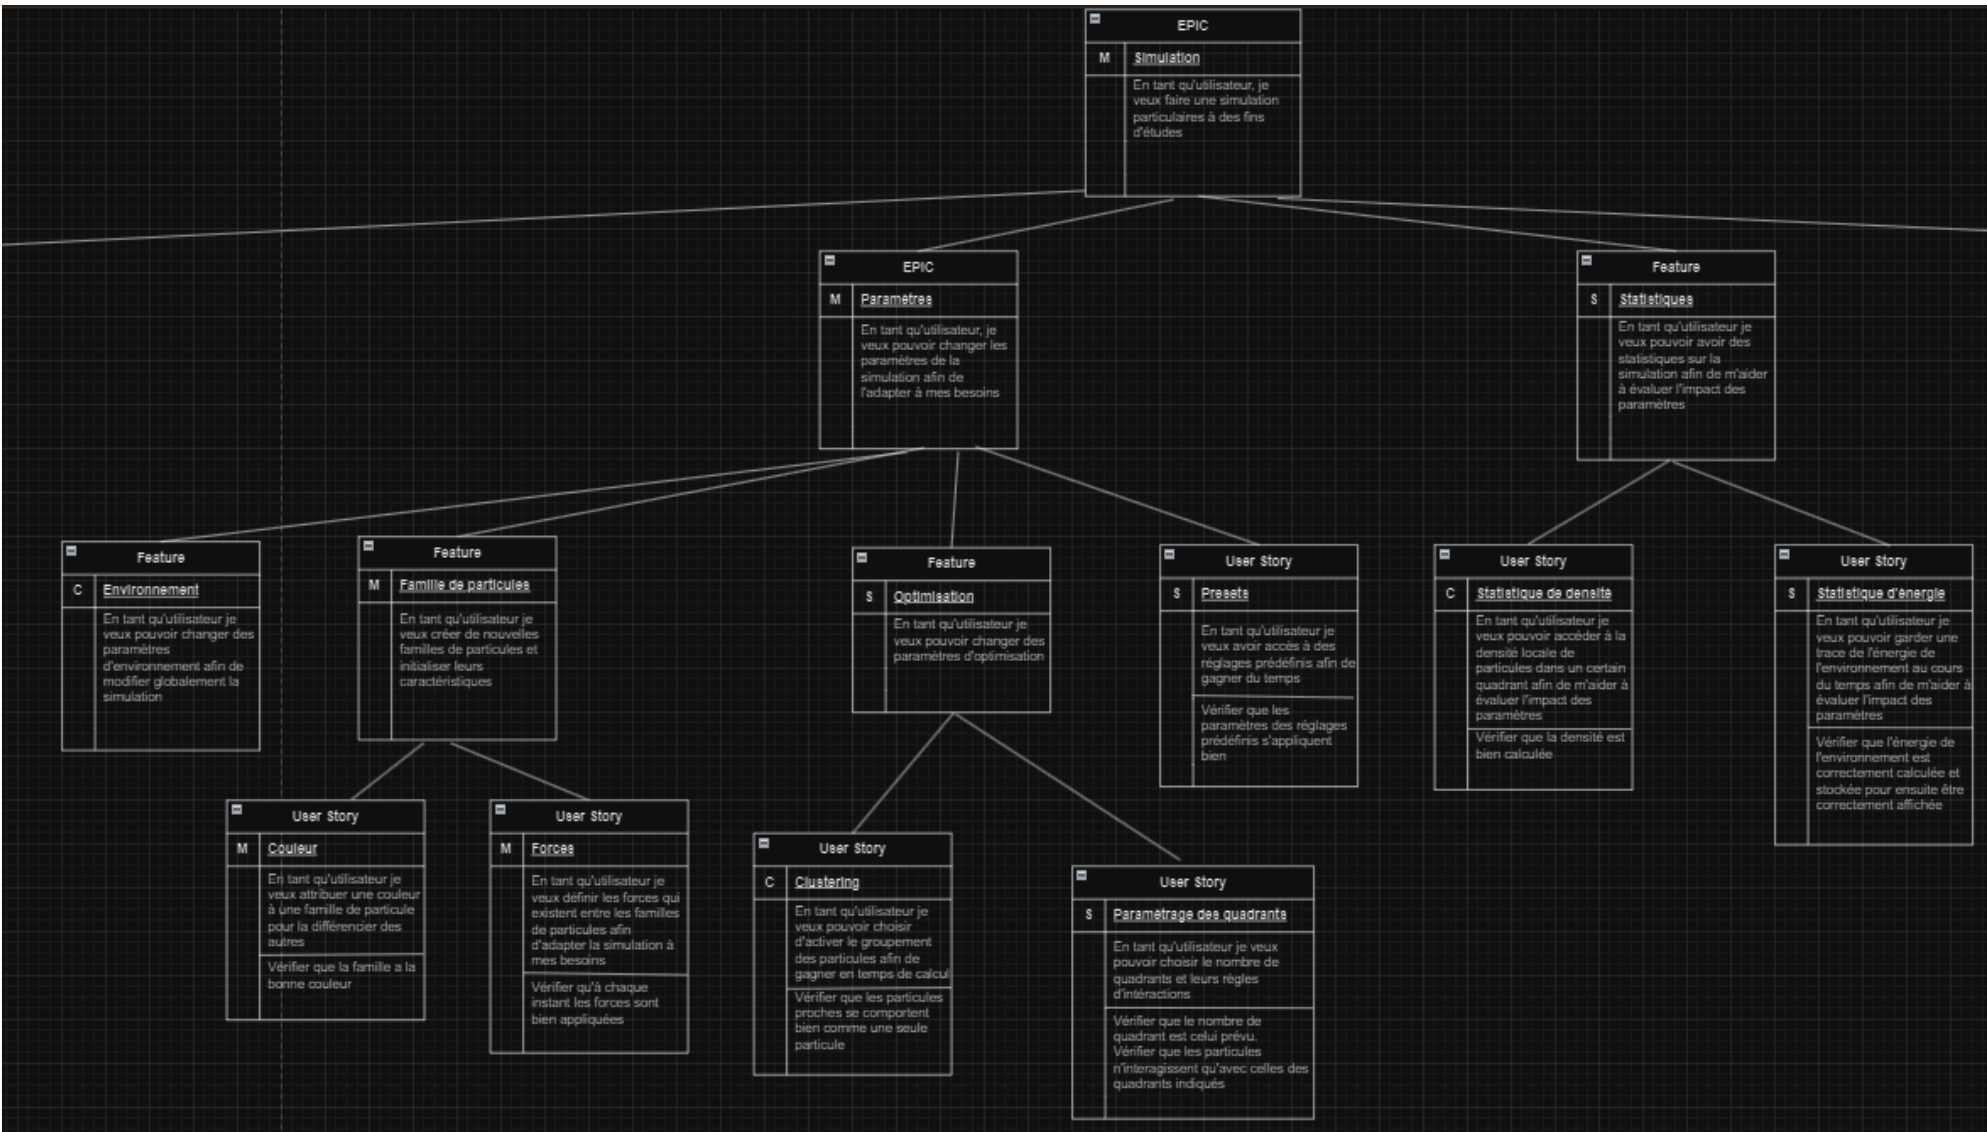 EPIC
M
Simulation
En tant qu'utilisateur, je
veux faire une simulation
particulaires à des fins
d'études
EPIC
M
Paramètres
En tant qu'utilisateur, je
veux pouvoir changer les
paramètres de la
simulation afin de
l'adapter à mes besoins
Feature
S
Statistiques
En tant qu'utilisateur je
veux pouvoir avoir des
statistiques sur la
simulation afin de m'aider
à évaluer l'impact des
paramètres
Feature
C
Environnement
En tant qu'utilisateur je
veux pouvoir changer des
paramètres
d'environnement afin de
modifier globalement la
simulation
Feature
M
Famille de particules
En tant qu'utilisateur je
veux créer de nouvelles
familles de particules et
initialiser leurs
caractéristiques
Feature
S
Optimisation
En tant qu'utilisateur je
veux pouvoir changer des
paramètres d'optimisation
User Story
S
Presets
En tant qu'utilisateur je
veux avoir accès à des
réglages prédéfinis afin de
gagner du temps
Vérifier que les
paramètres des réglages
prédéfinis s'appliquent
bien
User Story
C
Statistique de densité
En tant qu'utilisateur je
veux pouvoir accéder à la
densité locale de
particules dans un certain
quadrant afin de m'aider à
évaluer l'impact des
paramètres
Vérifier que la densité est
bien calculée
User Story
S
Statistique d'énergie
En tant qu'utilisateur je
veux pouvoir garder une
trace de l'énergie de
l'environnement au cours
du temps afin de m'aider à
évaluer l'impact des
paramètres
Vérifier que l'énergie de
l'environnement est
correctement calculée et
stockée pour ensuite être
correctement affichée
User Story
M
Couleur
En tant qu'utilisateur je
veux attribuer une couleur
à une famille de particule
pour la différencier des
autres
Vérifier que la famille a la
bonne couleur
User Story
M
Forces
En tant qu'utilisateur je
veux définir les forces qui
existent entre les familles
de particules afin
d'adapter la simulation à
mes besoins
Vérifier qu'à chaque
instant les forces sont
bien appliquées
User Story
C
Clustering
En tant qu'utilisateur je
veux pouvoir choisir
d'activer le groupement
des particules afin de
gagner en temps de calcul
Vérifier que les particules
proches se comportent
bien comme une seule
particule
User Story
S
Paramétrage des quadrants
En tant qu'utilisateur je veux
pouvoir choisir le nombre de
quadrants et leurs règles
d'intéractions
Vérifier que le nombre de
quadrant est celui prévu.
Vérifier que les particules
n'interagissent qu'avec celles des
quadrants indiqués